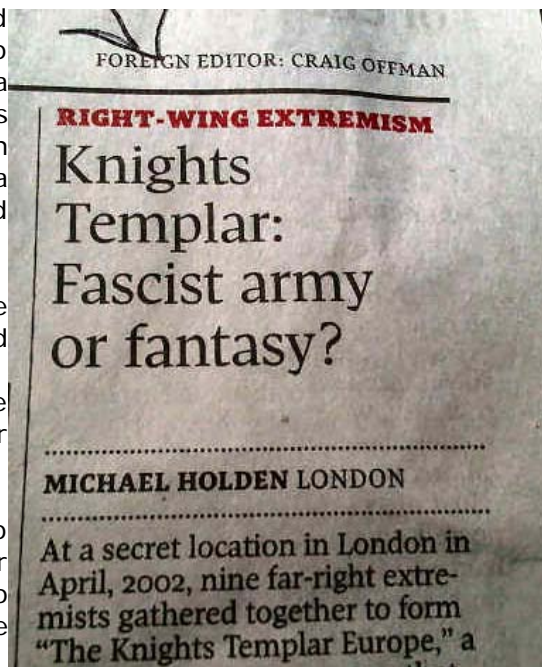 FOREIGN EDITOR: CRAIG OFFMAN
RIGHT-WING EXTREMISM
Knights
Templar:
Fascist army
or fantasy?
MICHAEL HOLDEN LONDON
At a secret location in London in
April, 2002, nine far-right extre-
mists gathered together to form
“The Knights Templar Europe,” a